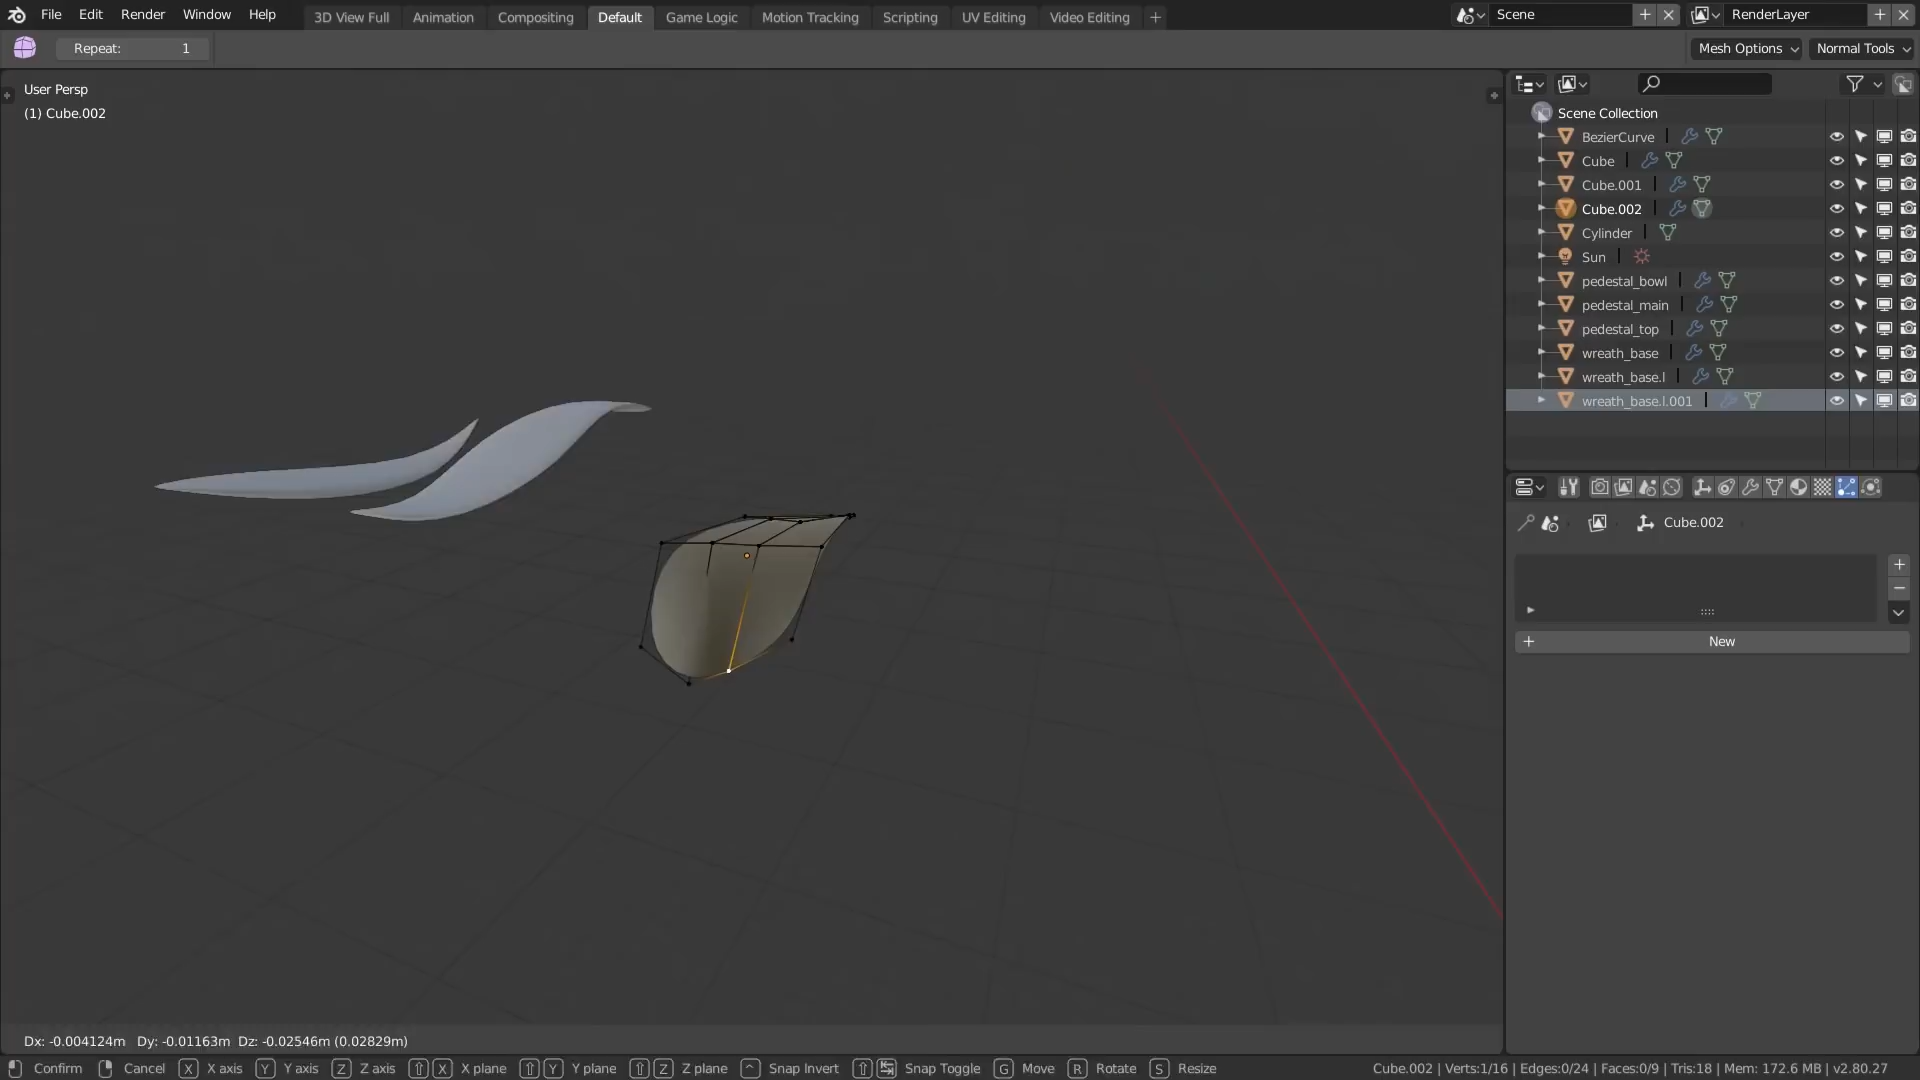 File Edit Render Window Help
3D View Full Animation Compositing Default Game Logic Motion Tracking Scripting UV Editing Video Editing
Scene
RenderLayer
Repeat: 1
Mesh Options
Normal Tools
User Persp
(1) Cube.002
Scene Collection
BezierCurve
Cube
Cube.001
Cube.002
Cylinder
Sun
pedestal_bowl
pedestal_main
pedestal_top
wreath_base
wreath_base.l
wreath_base.l.001
Cube.002
New
Dx: -0.004124m Dy: -0.01163m Dz: -0.02546m (0.02829m)
Confirm Cancel X X axis Y Y axis Z Z axis X X plane Y Y plane Z Z plane Snap Invert Snap Toggle G Move R Rotate S Resize
Cube.002 | Verts:1/16 | Edges:0/24 | Faces:0/9 | Tris:18 | Mem: 172.6 MB | v2.80.27